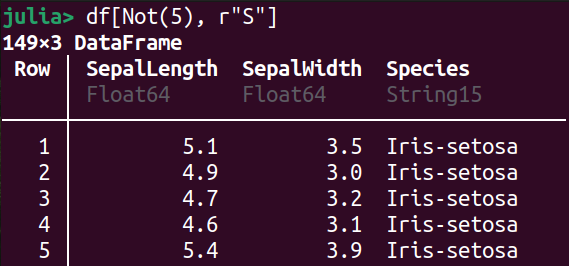 julia> df[Not(5), r"S"]
149×3 DataFrame
Row SepalLength SepalWidth Species
Float64 Float64 String15
1 5.1 3.5 Iris-setosa
2 4.9 3.0 Iris-setosa
3 4.7 3.2 Iris-setosa
4 4.6 3.1 Iris-setosa
5 5.4 3.9 Iris-setosa